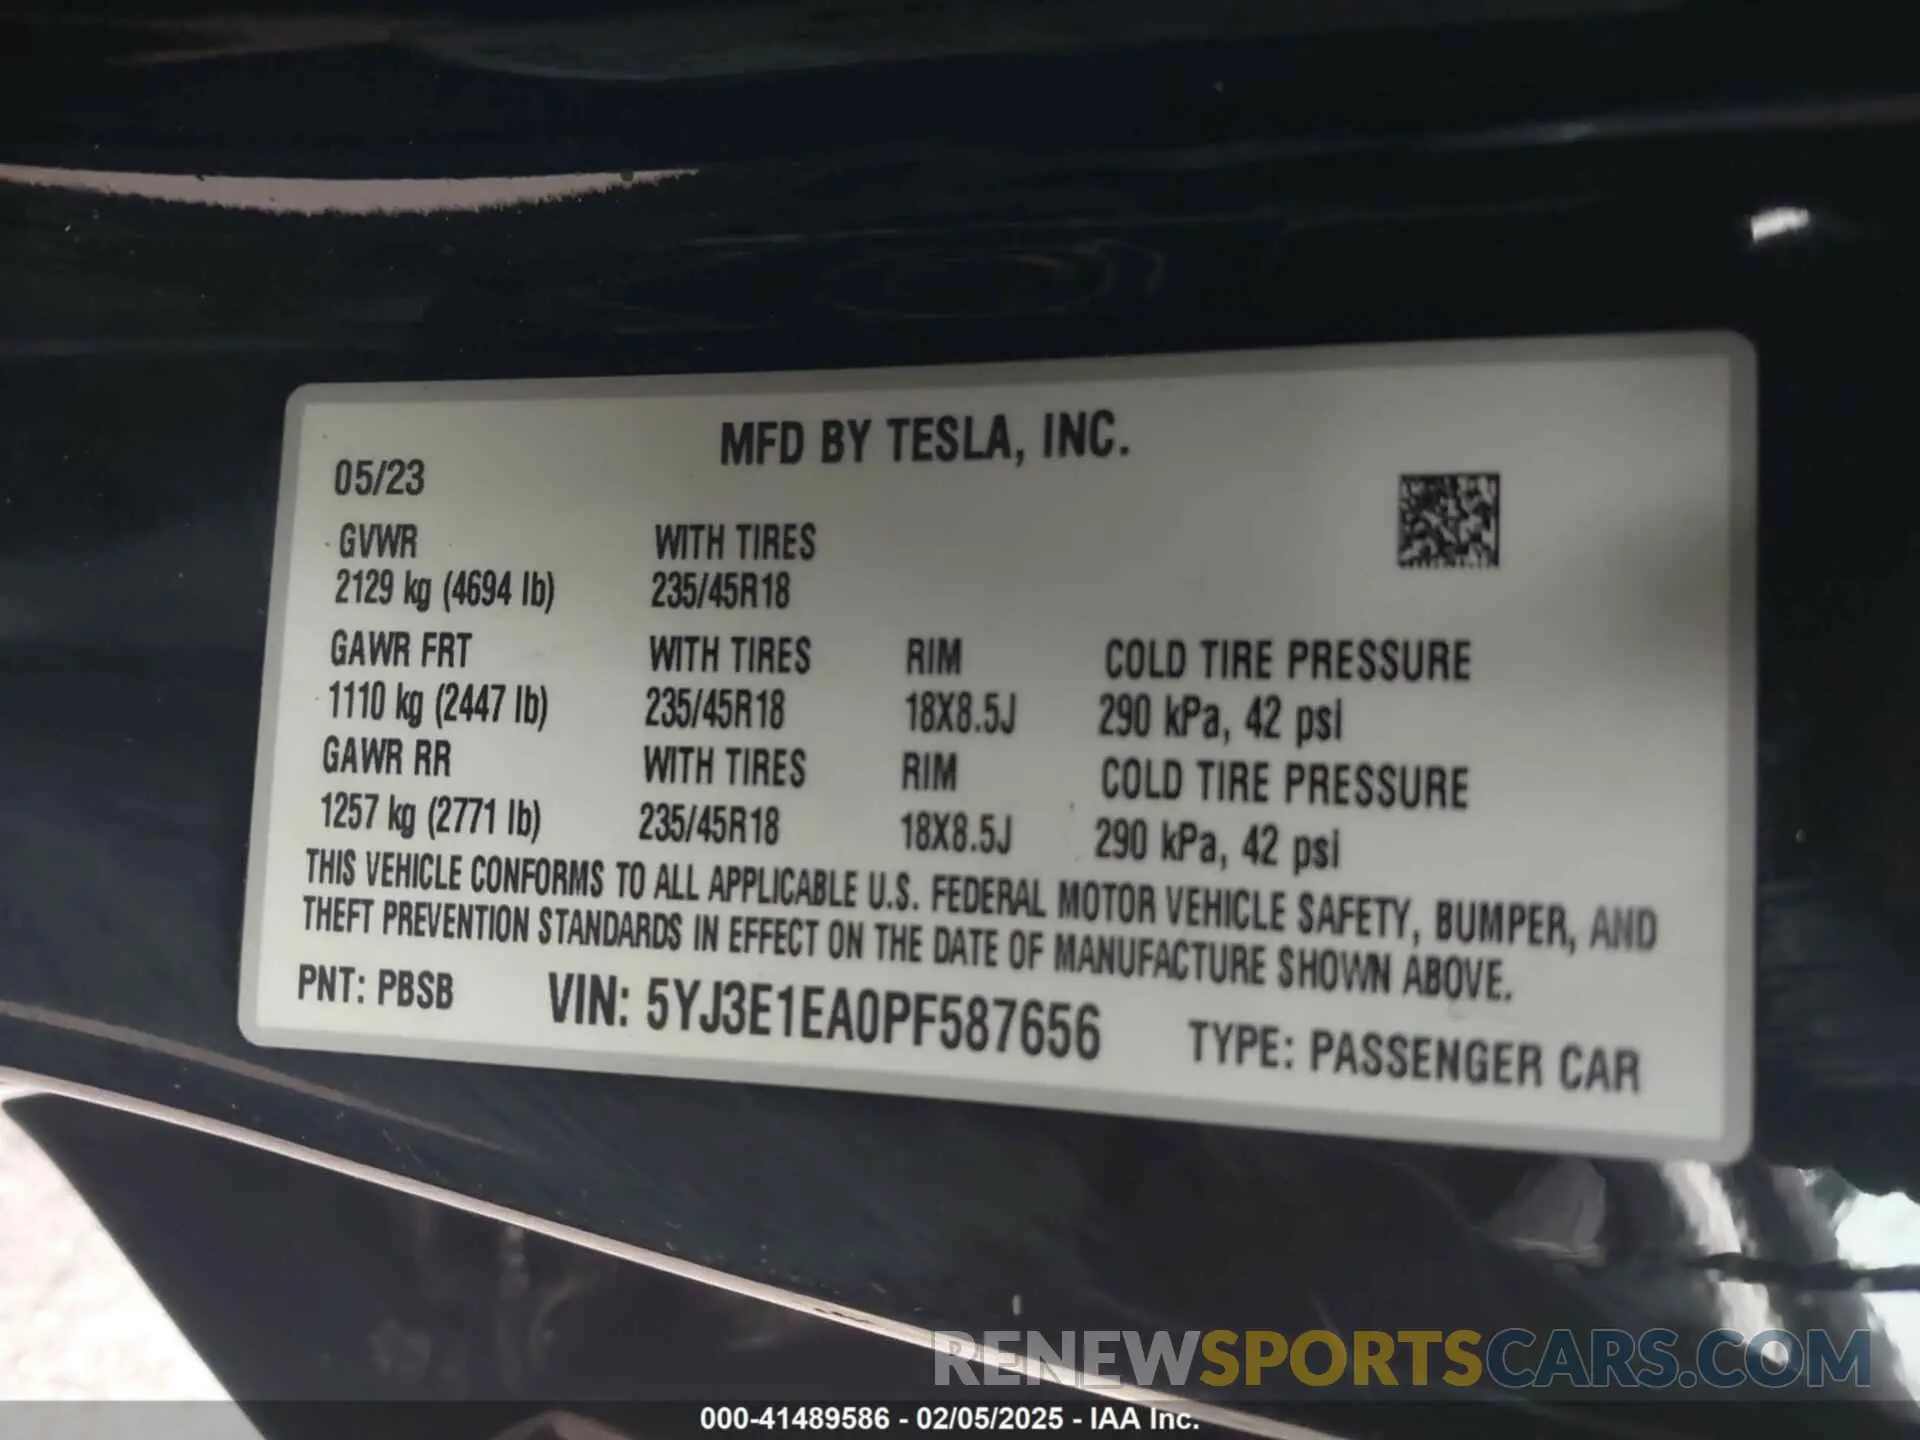 MFD BY TESLA, INC.
05/23
GVWR WITH TIRES
2129 kg (4694 lb) 235/45R18
GAWR FRT WITH TIRES RIM COLD TIRE PRESSURE
1110 kg (2447 lb) 235/45R18 18X8.5J 290 kPa, 42 psi
GAWR RR WITH TIRES RIM COLD TIRE PRESSURE
1257 kg (2771 lb) 235/45R18 18X8.5J 290 kPa, 42 psi
THIS VEHICLE CONFORMS TO ALL APPLICABLE U.S. FEDERAL MOTOR VEHICLE SAFETY, BUMPER, AND
THEFT PREVENTION STANDARDS IN EFFECT ON THE DATE OF MANUFACTURE SHOWN ABOVE.
PNT: PBSB VIN: 5YJ3E1EA0PF587656 TYPE: PASSENGER CAR
RENEWSPORTSCARS.COM
000-41489586 - 02/05/2025 - IAA Inc.